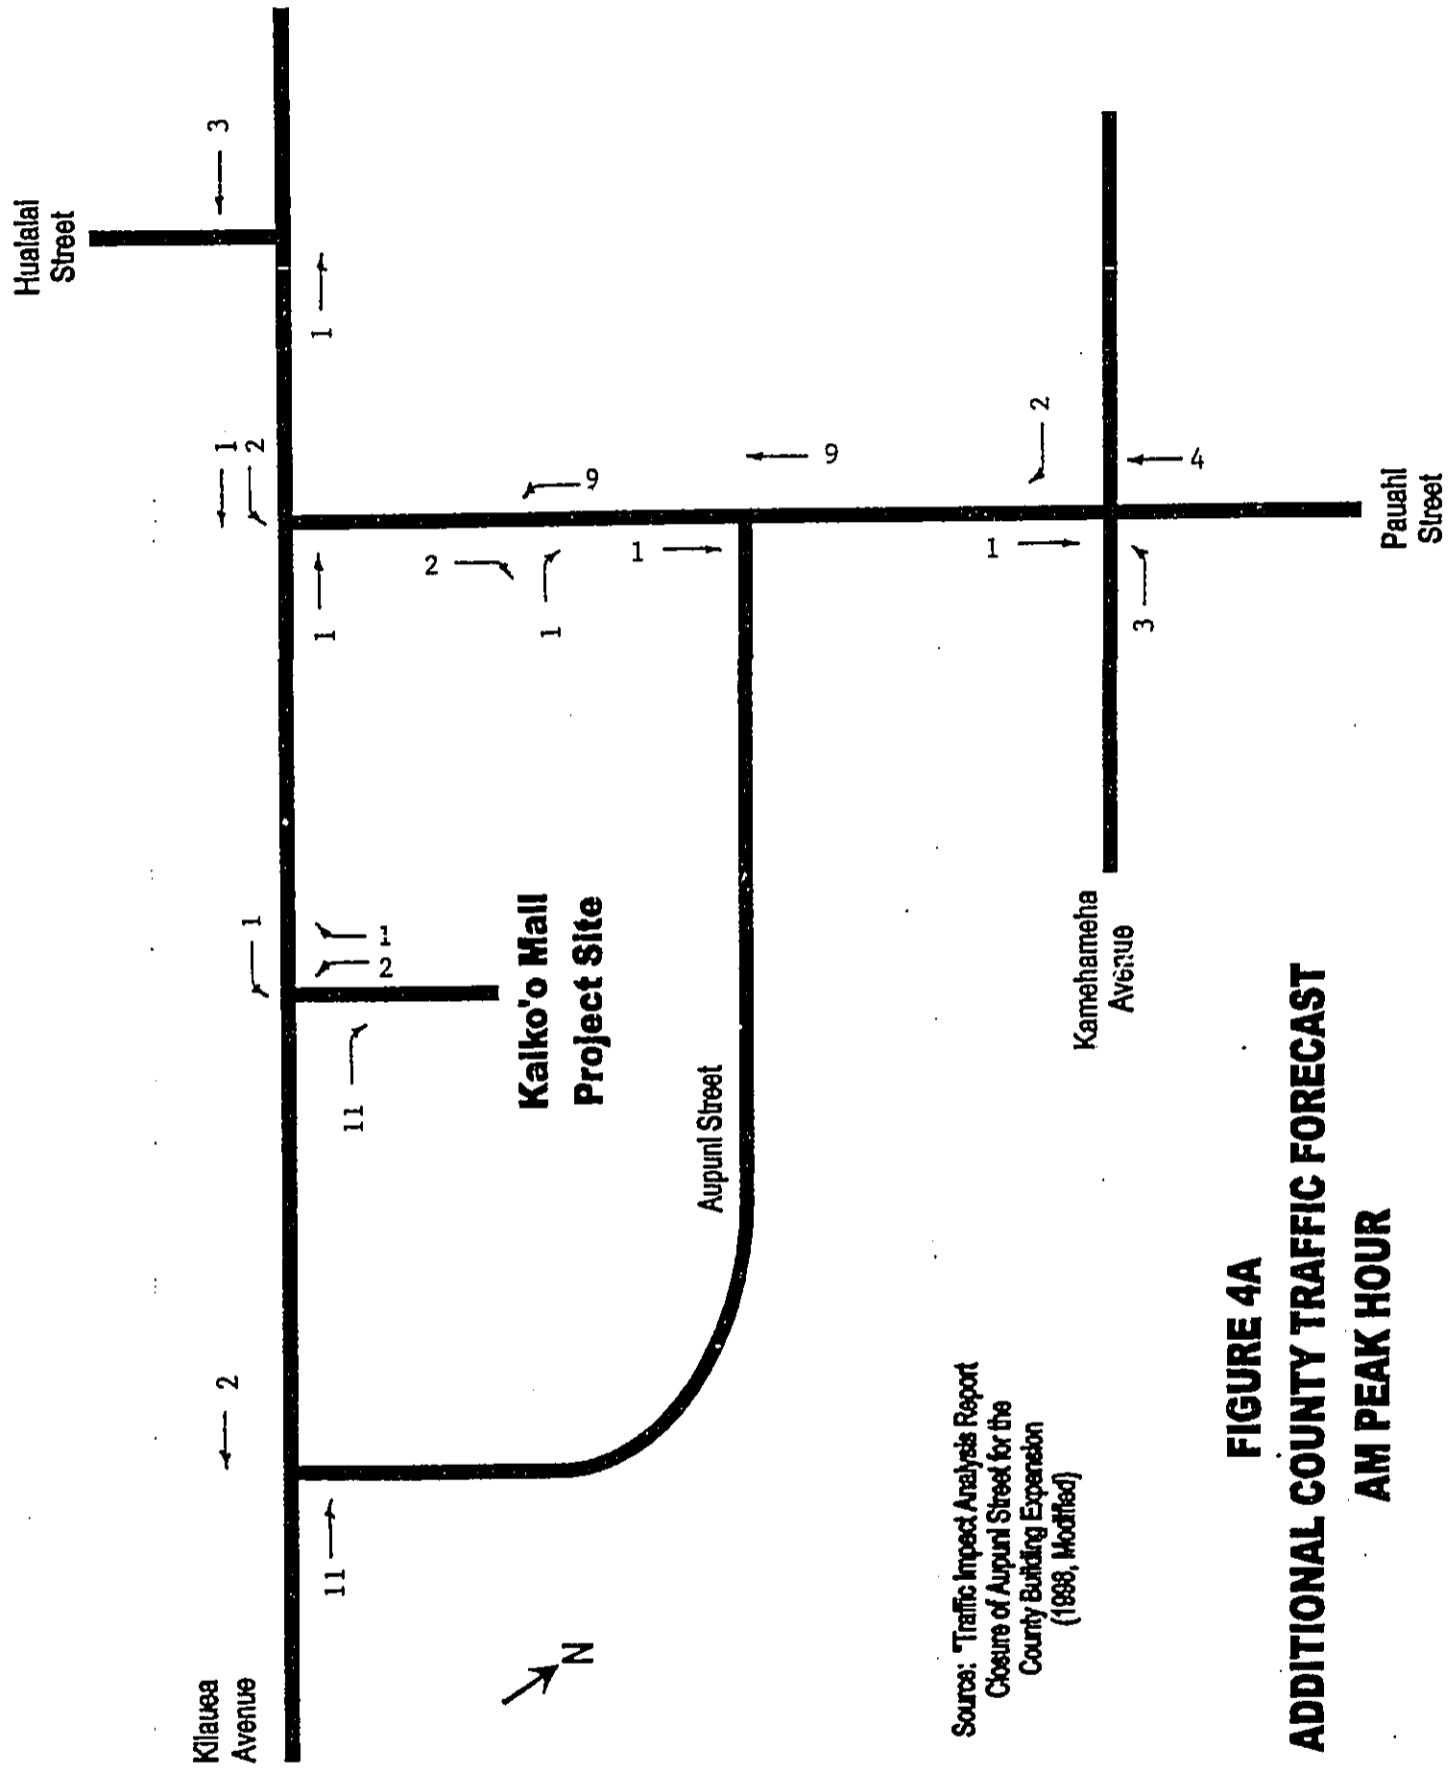 Hualalai
Street
3
1
1
2
9
9
2
4
1
2
1
1
1
3
Pauahi
Street
1
1
2
11
Kaiko'o Mall
Project Site
Kamehameha
Avenue
Aupuni Street
2
11
Kilauea
Avenue
N
Source: "Traffic Impact Analysis Report
Closure of Aupuni Street for the
County Building Expansion
(1998, Modified)
FIGURE 4A
ADDITIONAL COUNTY TRAFFIC FORECAST
AM PEAK HOUR